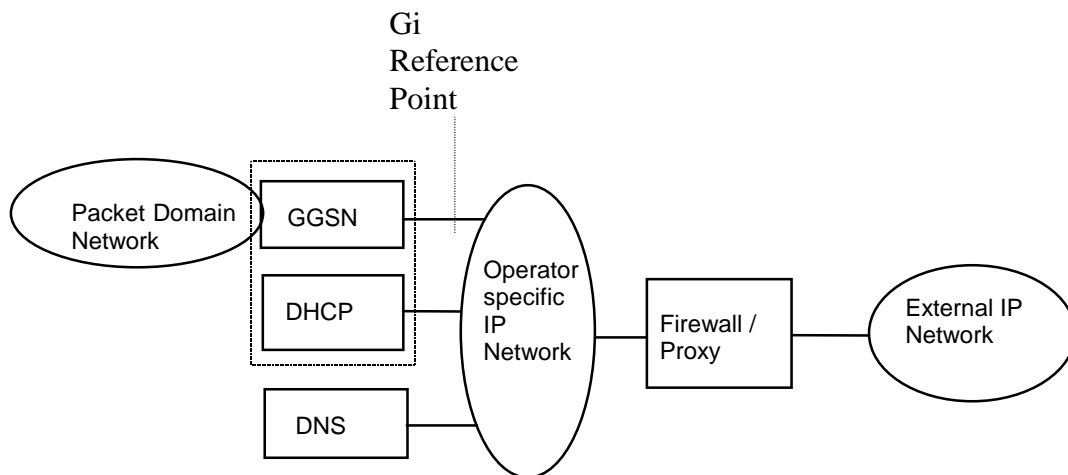 Gi
Reference
Point
Packet Domain
Network
GGSN
DHCP
DNS
Operator
specific
IP
Network
Firewall /
Proxy
External IP
Network